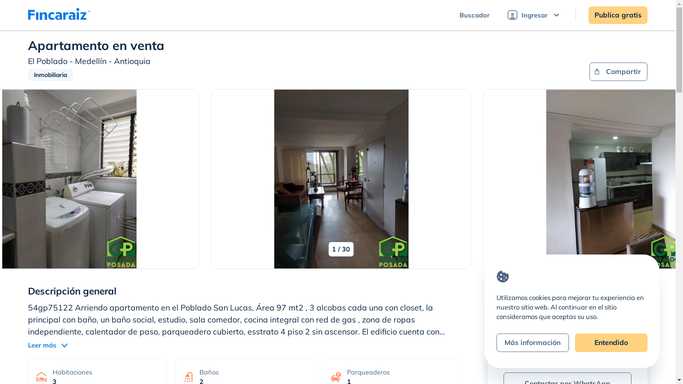 Fincaraiz
Buscador
Ingresar
Publica gratis
Apartamento en venta
El Poblado - Medellín - Antioquia
Inmobiliaria
Compartir
GP
POSADA
1 / 30
GP
POSADA
GP
POSADA
Descripción general
54gp75122 Arriendo apartamento en el Poblado San Lucas, Área 97 mt2 , 3 alcobas cada una con closet, la
principal con baño, un baño social, estudio, sala comedor, cocina integral con red de gas , zona de ropas
independiente, calentador de paso, parqueadero cubierto, esstrato 4 piso 2 sin ascensor. El edificio cuenta con...
Leer más
Habitaciones
3
Baños
2
Parqueaderos
1
Utilizamos cookies para mejorar tu experiencia en
nuestro sitio web. Al continuar en el sitio
consideramos que aceptas su uso.
Más información
Entendido
Contactar por WhatsApp